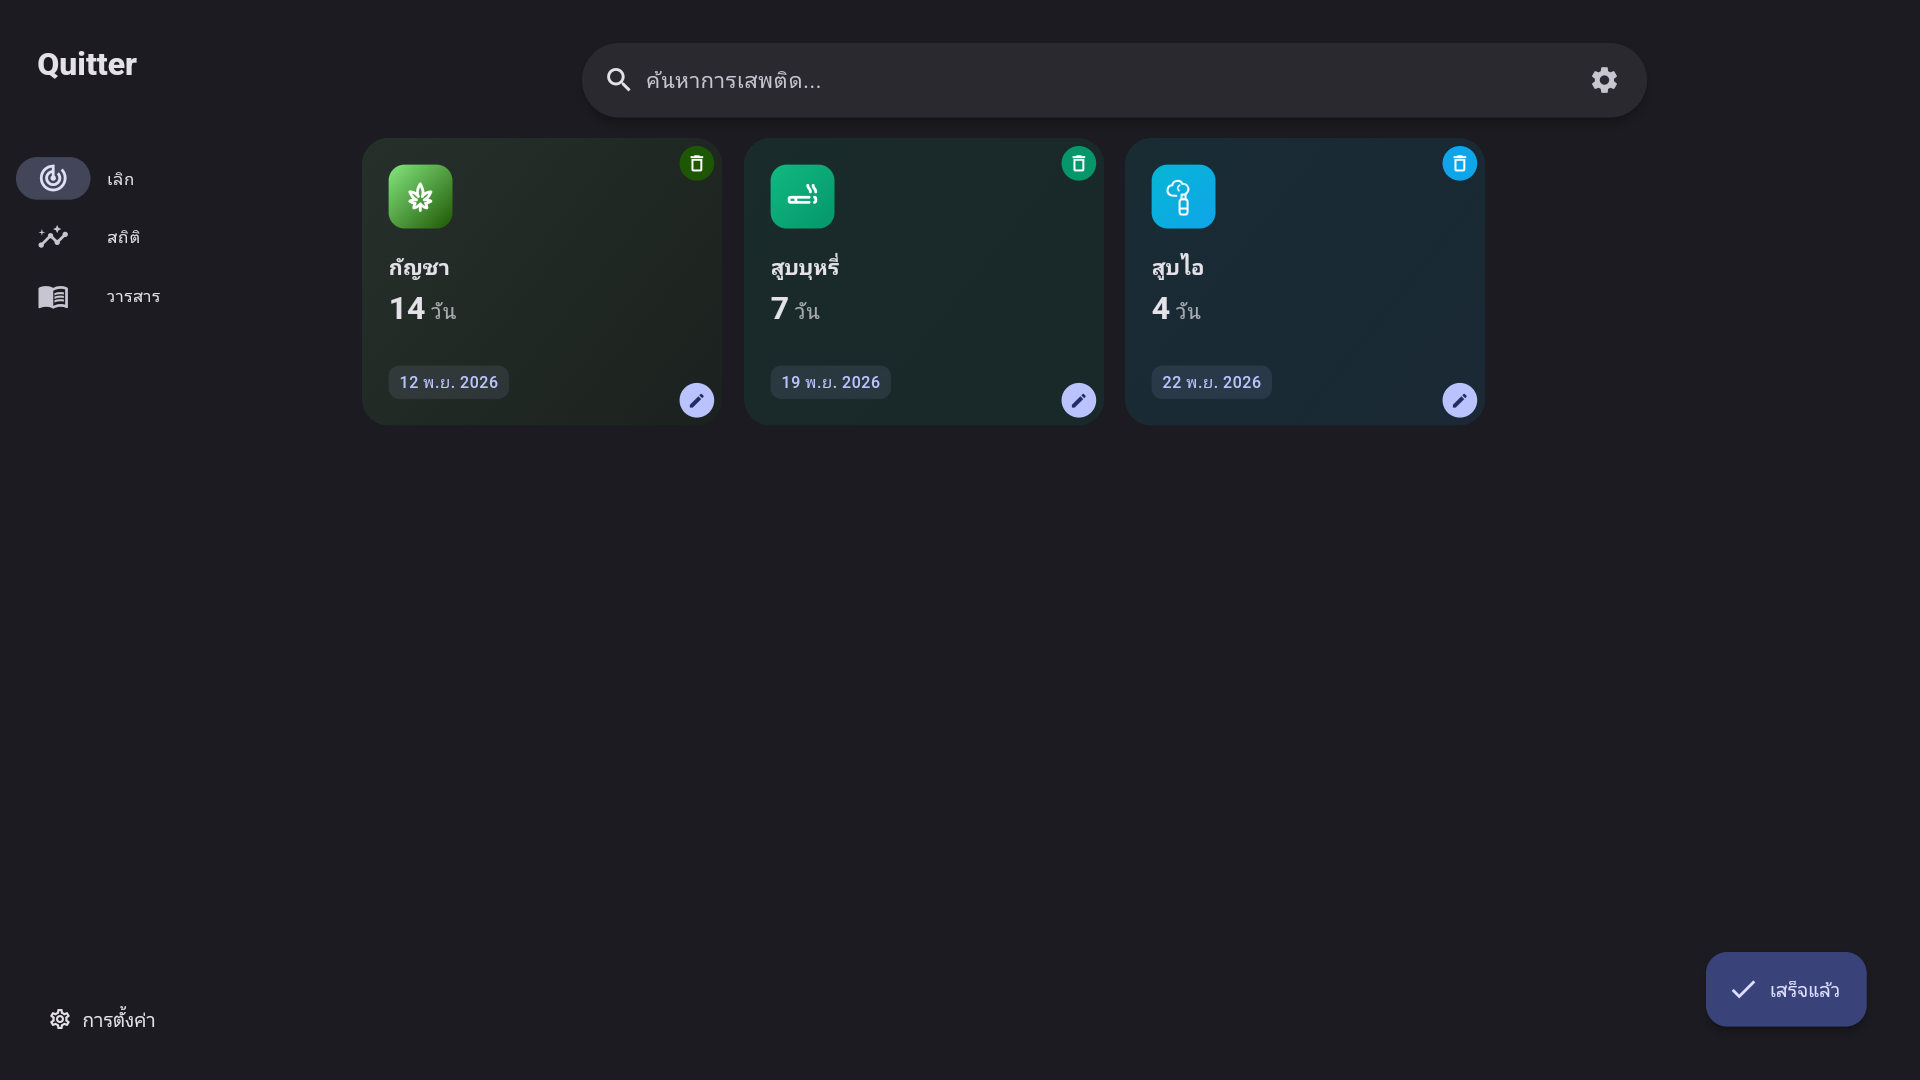 Quitter
ค้นหาการเสพติด...
เลิก
สถิติ
วารสาร
กัญชา
14 วัน
12 พ.ย. 2026
สูบบุหรี่
7 วัน
19 พ.ย. 2026
สูบไอ
4 วัน
22 พ.ย. 2026
เสร็จแล้ว
การตั้งค่า